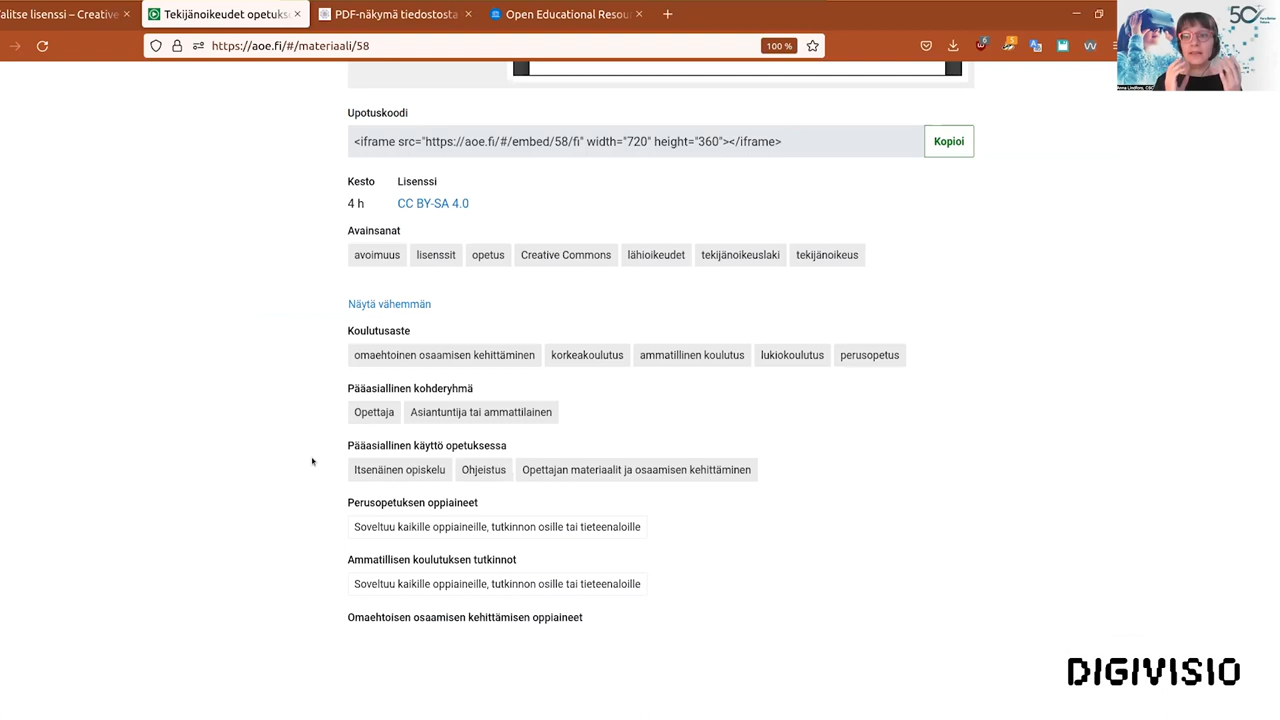 alitse lisenssi – Creative
Tekijänoikeudet opetuks
PDF-näkymä tiedostosta
Open Educational Resou
https://aoe.fi/#/materiaali/58
100 %
6
5
50
Anna Lindfors, CSC
Upotuskoodi
<iframe src="https://aoe.fi/#/embed/58/fi" width="720" height="360"></iframe>
Kopioi
Kesto Lisenssi
4 h CC BY-SA 4.0
Avainsanat
avoimuus lisenssit opetus Creative Commons lähioikeudet tekijänoikeuslaki tekijänoikeus
Näytä vähemmän
Koulutusaste
omaehtoinen osaamisen kehittäminen korkeakoulutus ammatillinen koulutus lukiokoulutus perusopetus
Pääasiallinen kohderyhmä
Opettaja Asiantuntija tai ammattilainen
Pääasiallinen käyttö opetuksessa
Itsenäinen opiskelu Ohjeistus Opettajan materiaalit ja osaamisen kehittäminen
Perusopetuksen oppiaineet
Soveltuu kaikille oppiaineille, tutkinnon osille tai tieteenaloille
Ammatillisen koulutuksen tutkinnot
Soveltuu kaikille oppiaineille, tutkinnon osille tai tieteenaloille
Omaehtoisen osaamisen kehittämisen oppiaineet
DIGIVISIO